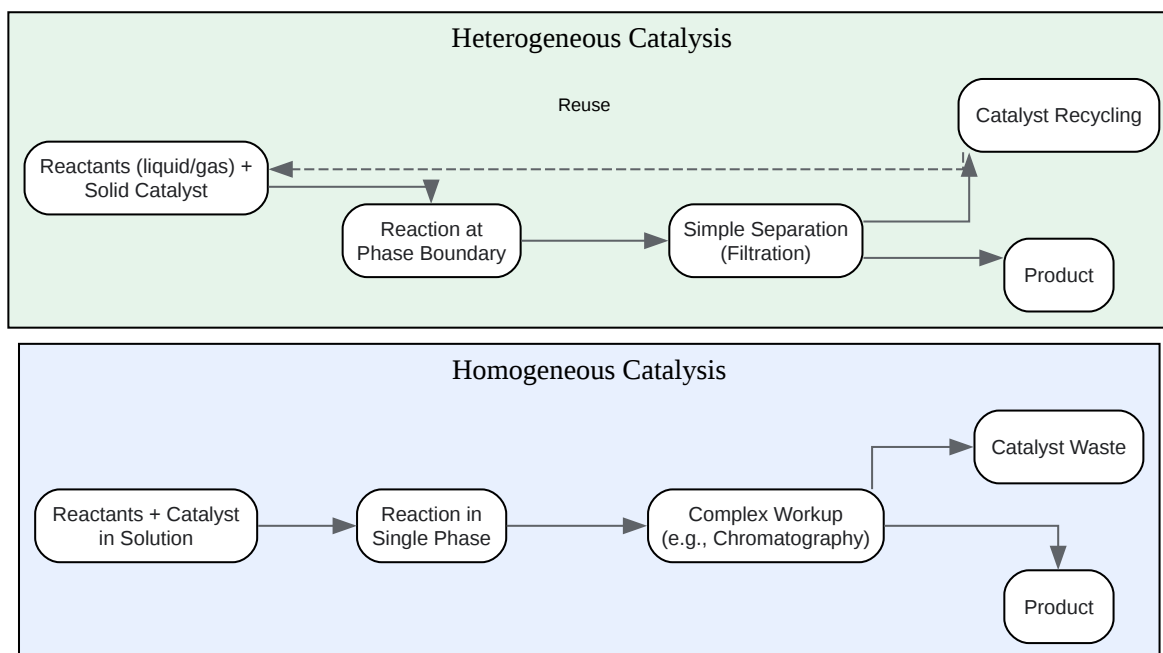 Heterogeneous Catalysis
Reuse
Catalyst Recycling
Reactants (liquid/gas) +
Solid Catalyst
Reaction at
Phase Boundary
Simple Separation
(Filtration)
Product
Homogeneous Catalysis
Catalyst Waste
Reactants + Catalyst
in Solution
Reaction in
Single Phase
Complex Workup
(e.g., Chromatography)
Product